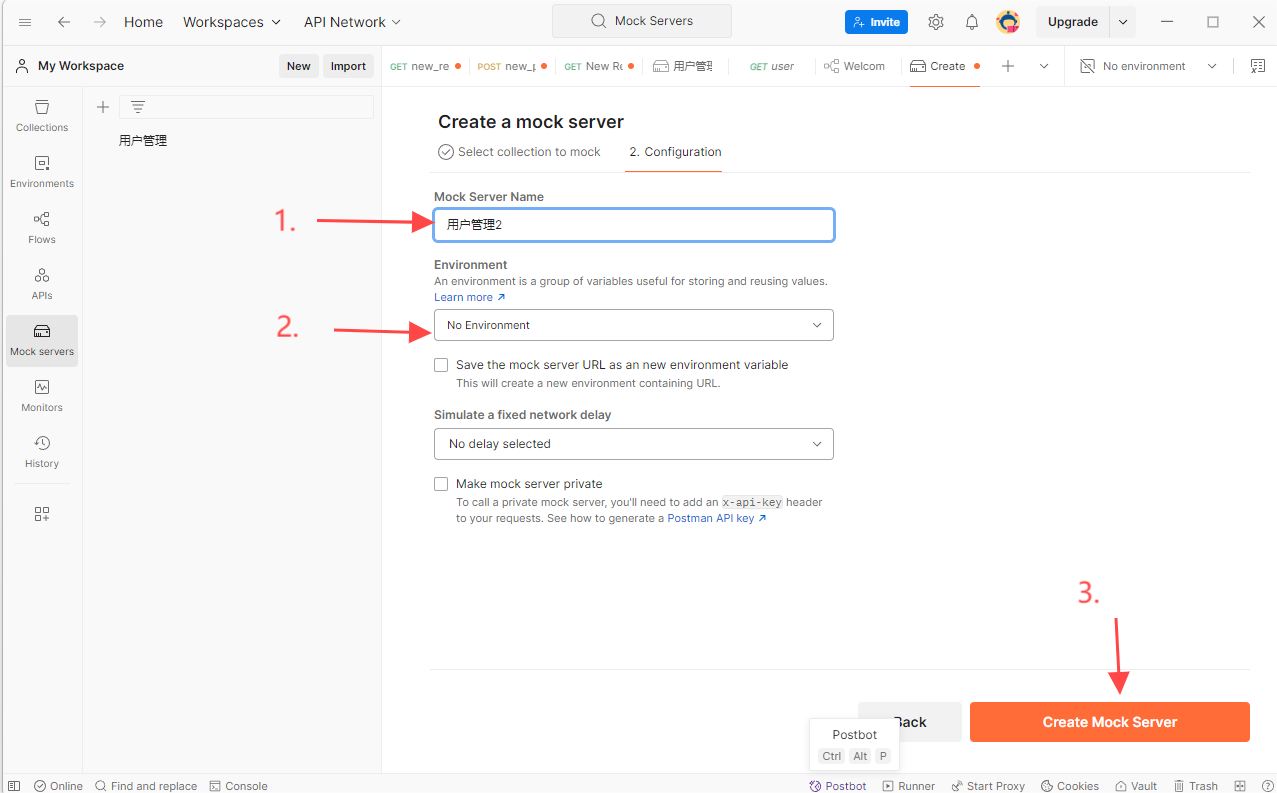 Home Workspaces API Network Mock Servers Invite Upgrade
My Workspace New Import GET new_re POST new_p GET New Re 用户管理 GET user Welcom Create No environment
Collections
用户管理
Environments
Flows
APIs
Mock servers
Monitors
History
Create a mock server
Select collection to mock 2. Configuration
Mock Server Name
1. 用户管理2
Environment
An environment is a group of variables useful for storing and reusing values.
Learn more ↗
2. No Environment
Save the mock server URL as an new environment variable
This will create a new environment containing URL.
Simulate a fixed network delay
No delay selected
Make mock server private
To call a private mock server, you'll need to add an x-api-key header
to your requests. See how to generate a Postman API key ↗
3.
Back Create Mock Server
Postbot
Ctrl Alt P
Online Find and replace Console Postbot Runner Start Proxy Cookies Vault Trash